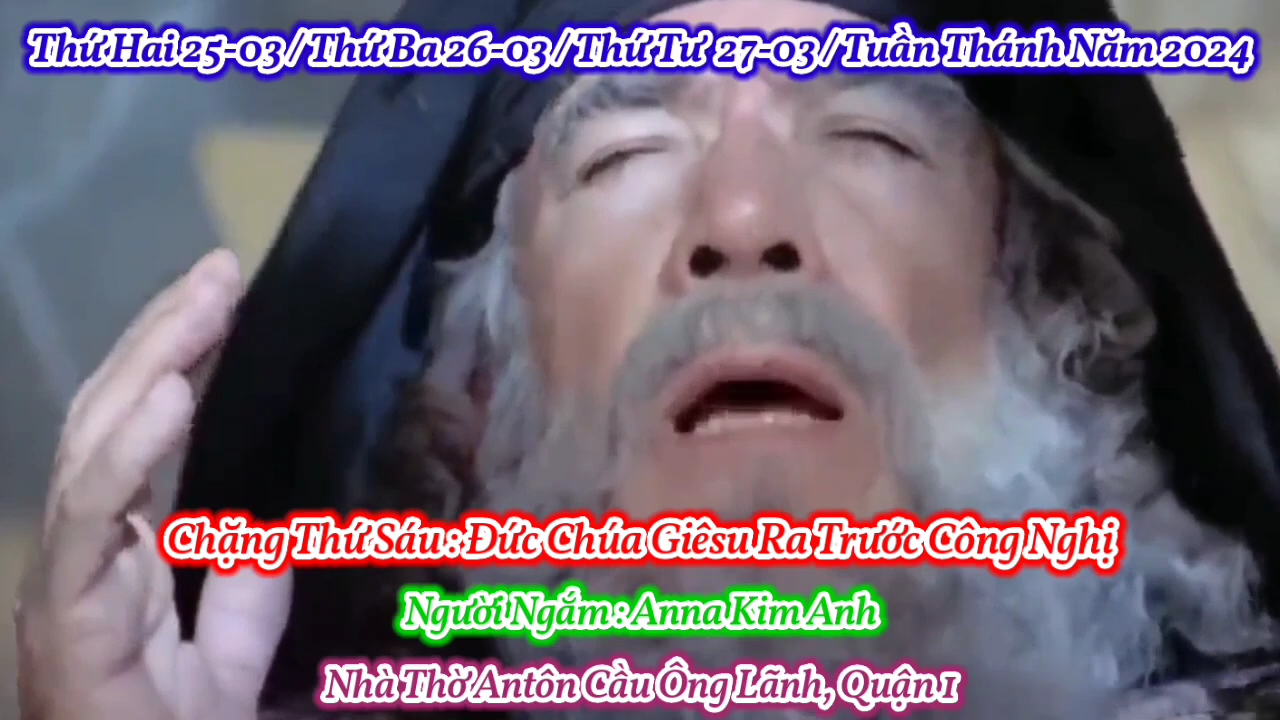 Thứ Hai 25-03 / Thứ Ba 26-03 / Thứ Tư 27-03 / Tuần Thánh Năm 2024
Chặng Thứ Sáu : Đức Chúa Giêsu Ra Trước Công Nghị
Người Ngắm : Anna Kim Anh
Nhà Thờ Antôn Cầu Ông Lãnh, Quận 1